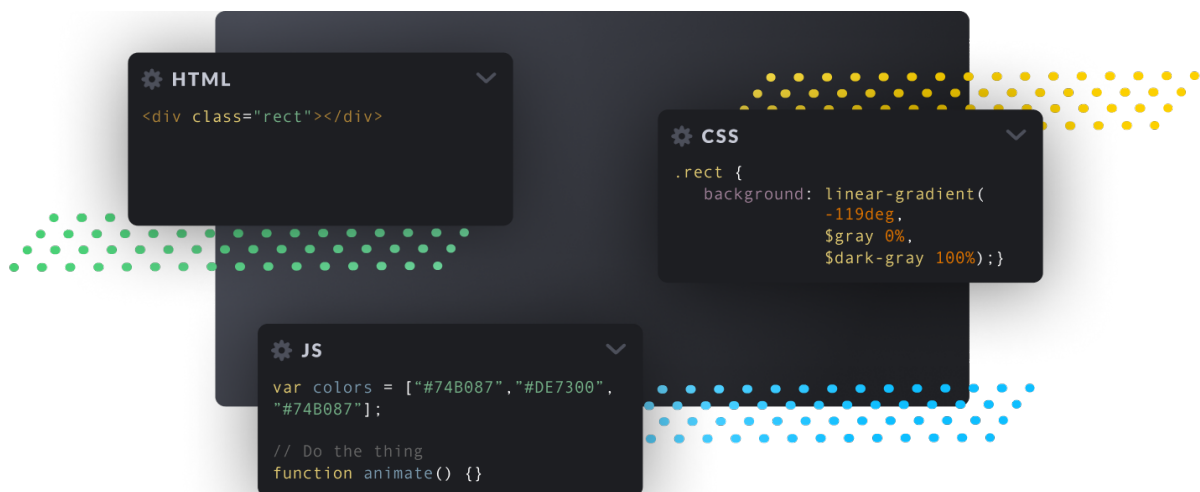 HTML
<div class="rect"></div>
CSS
.rect {
background: linear-gradient(
-119deg,
$gray 0%,
$dark-gray 100%);}
JS
var colors = [“#74B087”,”#DE7300”,
”#74B087”];
// Do the thing
function animate() {}